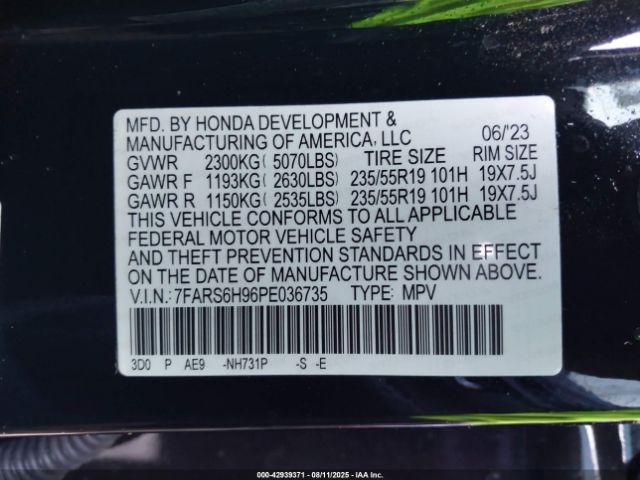 MFD. BY HONDA DEVELOPMENT &
MANUFACTURING OF AMERICA, LLC 06/'23
GVWR 2300KG( 5070LBS) TIRE SIZE RIM SIZE
GAWR F 1193KG( 2630LBS) 235/55R19 101H 19X7.5J
GAWR R 1150KG( 2535LBS) 235/55R19 101H 19X7.5J
THIS VEHICLE CONFORMS TO ALL APPLICABLE
FEDERAL MOTOR VEHICLE SAFETY
AND THEFT PREVENTION STANDARDS IN EFFECT
ON THE DATE OF MANUFACTURE SHOWN ABOVE.
V.I.N.: 7FARS6H96PE036735 TYPE: MPV
3D0 P AE9 -NH731P -S -E
000-42939371 - 08/11/2025 - IAA Inc.